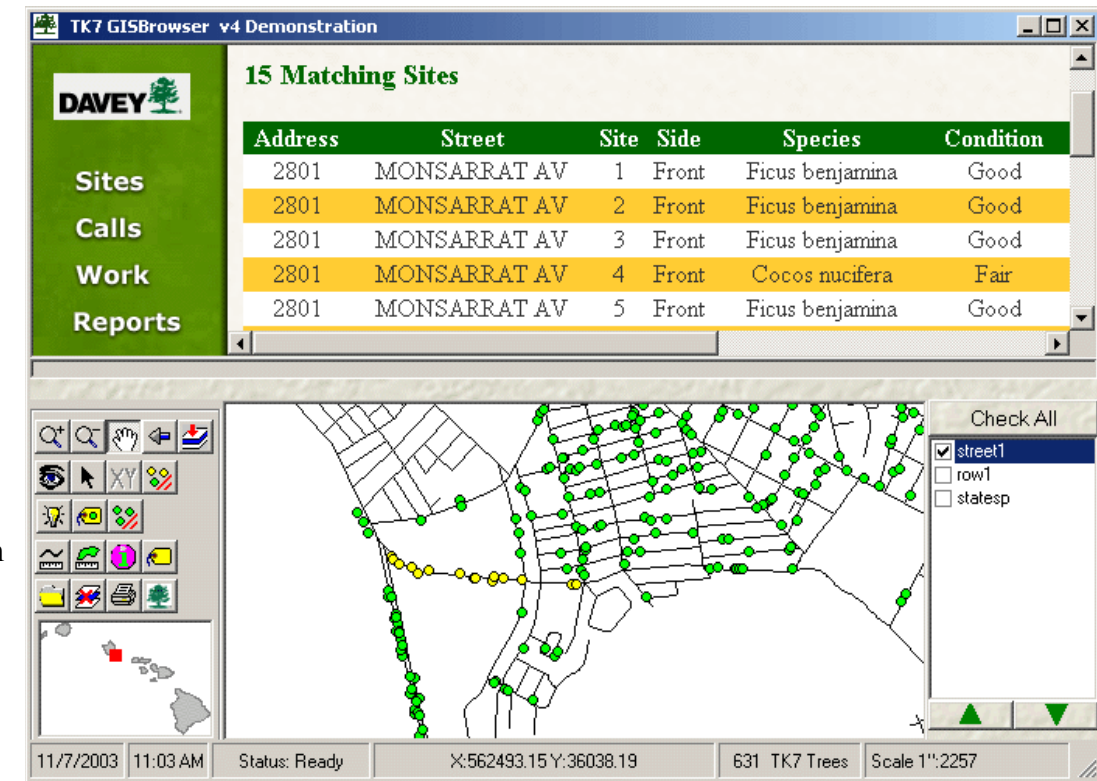 TK7 GISBrowser v4 Demonstration
DAVEY
Sites
Calls
Work
Reports
15 Matching Sites
Address Street Site Side Species Condition
2801 MONSARRAT AV 1 Front Ficus benjamina Good
2801 MONSARRAT AV 2 Front Ficus benjamina Good
2801 MONSARRAT AV 3 Front Ficus benjamina Good
2801 MONSARRAT AV 4 Front Cocos nucifera Fair
2801 MONSARRAT AV 5 Front Ficus benjamina Good
XY
i
Check All
street1
row1
statesp
11/7/2003 11:03 AM Status: Ready X:562493.15 Y:36038.19 631 TK7 Trees Scale 1":2257